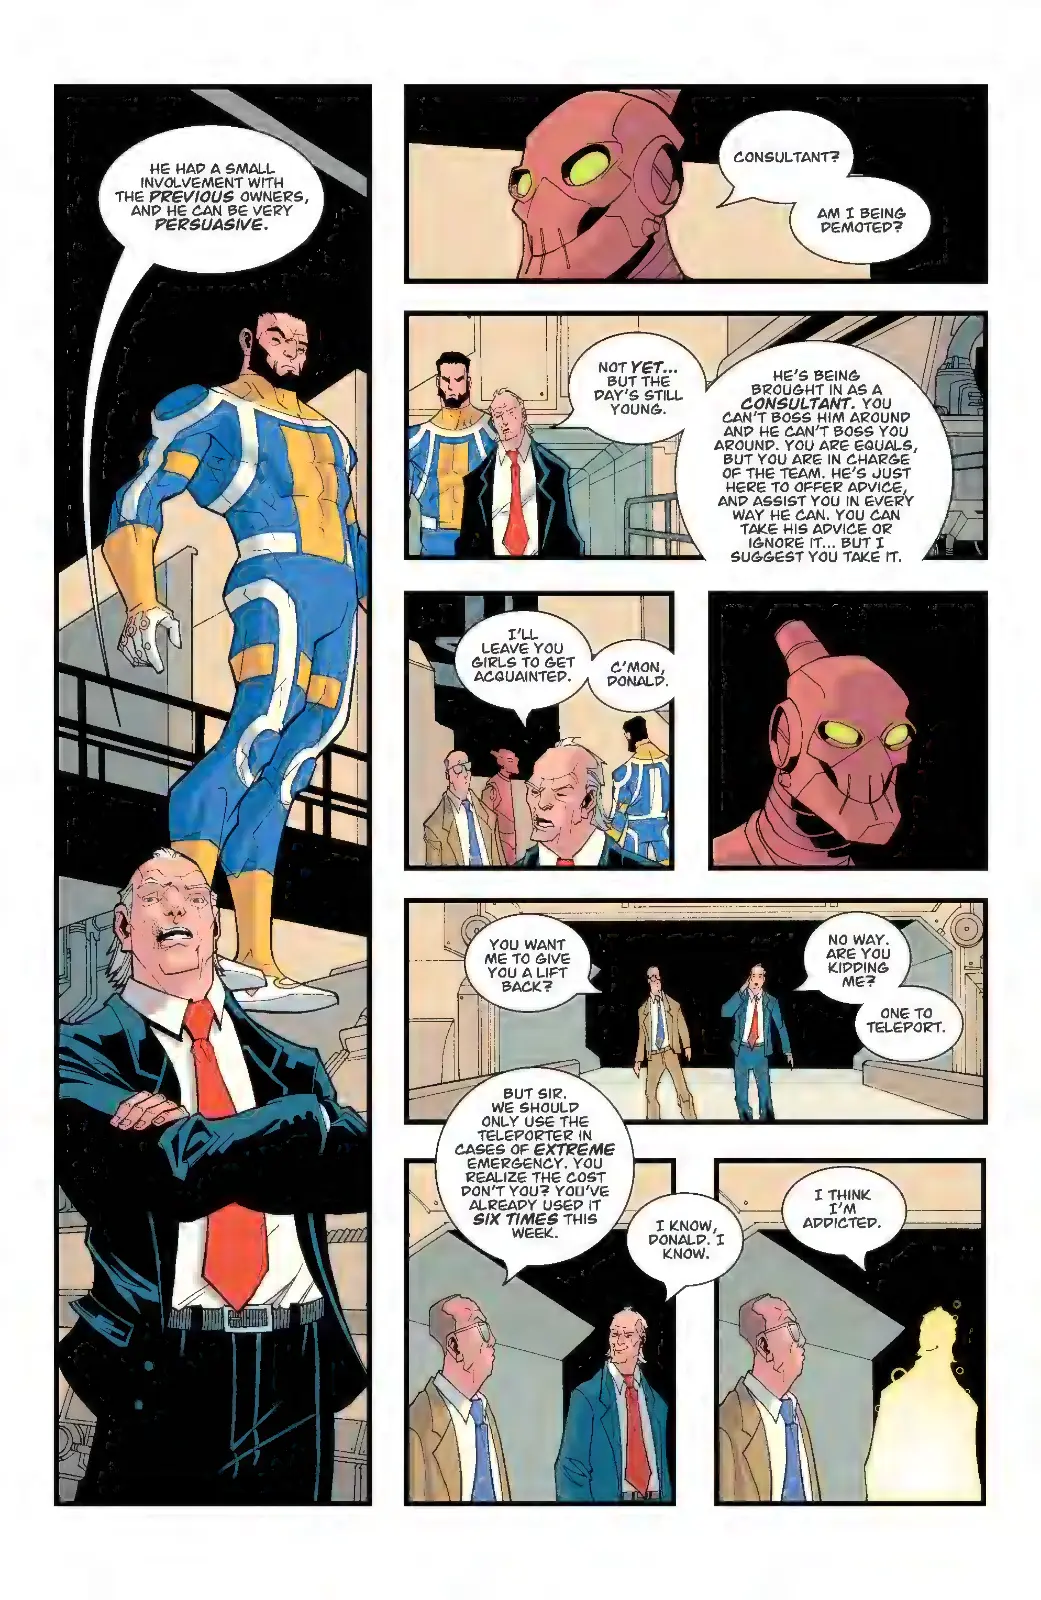 HE HAD A SMALL
INVOLVEMENT WITH
THE PREVIOUS OWNERS,
AND HE CAN BE VERY
PERSUASIVE.
CONSULTANT?
AM I BEING
DEMOTED?
NOT YET...
BUT THE
DAY'S STILL
YOUNG.
HE'S BEING
BROUGHT IN AS A
CONSULTANT. YOU
CAN'T BOSS HIM AROUND
AND HE CAN'T BOSS YOU
AROUND. YOU ARE EQUALS,
BUT YOU ARE IN CHARGE
OF THE TEAM. HE'S JUST
HERE TO OFFER ADVICE,
AND ASSIST YOU IN EVERY
WAY HE CAN. YOU CAN
TAKE HIS ADVICE OR
IGNORE IT... BUT I
SUGGEST YOU TAKE IT.
I'LL
LEAVE YOU
GIRLS TO GET
ACQUAINTED.
C'MON,
DONALD.
YOU WANT
ME TO GIVE
YOU A LIFT
BACK?
NO WAY.
ARE YOU
KIDDING
ME?
ONE TO
TELEPORT.
BUT SIR.
WE SHOULD
ONLY USE THE
TELEPORTER IN
CASES OF EXTREME
EMERGENCY. YOU
REALIZE THE COST
DON'T YOU? YOU'VE
ALREADY USED IT
SIX TIMES THIS
WEEK.
I KNOW,
DONALD. I
KNOW.
I THINK
I'M
ADDICTED.